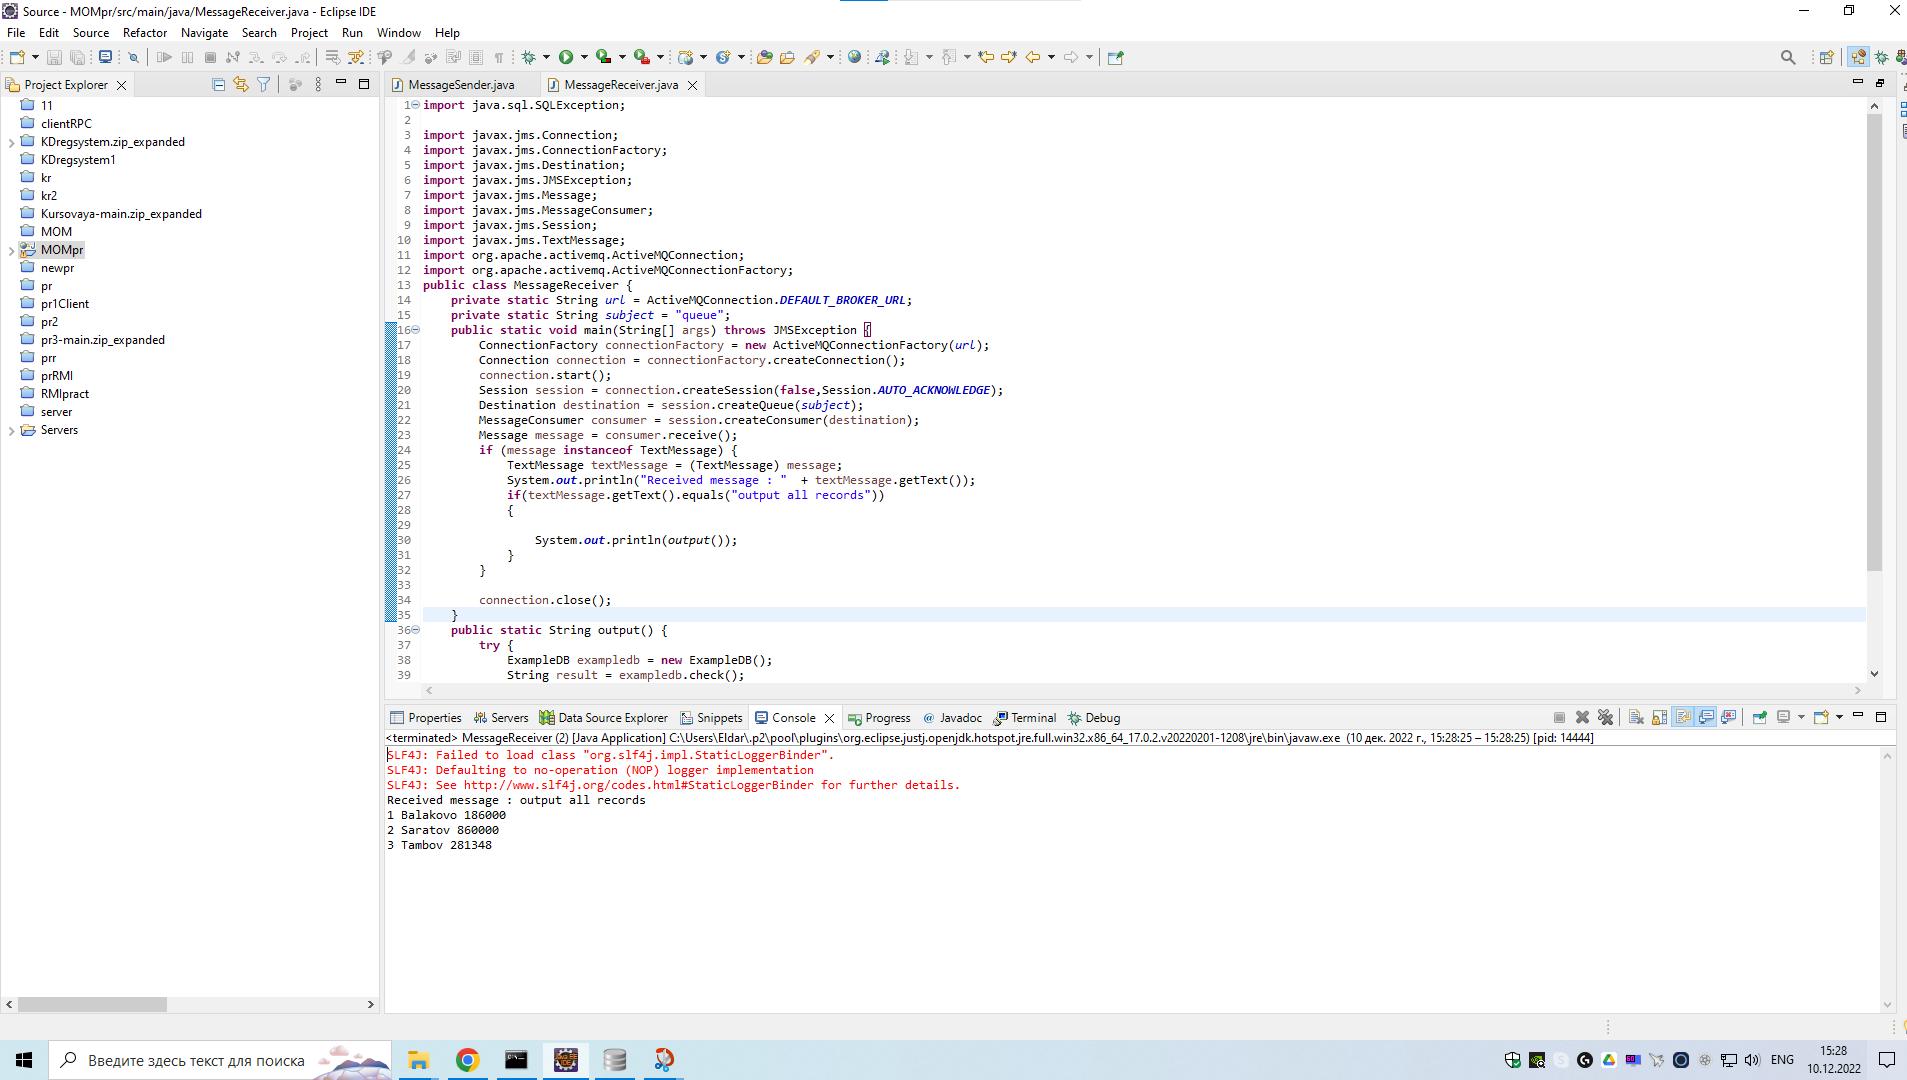 Source - MOMpr/src/main/java/MessageReceiver.java - Eclipse IDE
File Edit Source Refactor Navigate Search Project Run Window Help
Project Explorer
11
clientRPC
KDregsystem.zip_expanded
KDregsystem1
kr
kr2
Kursovaya-main.zip_expanded
MOM
MOMpr
newpr
pr
pr1Client
pr2
pr3-main.zip_expanded
prr
prRMI
RMIpract
server
Servers
MessageSender.java MessageReceiver.java
1 import java.sql.SQLException;
2
3 import javax.jms.Connection;
4 import javax.jms.ConnectionFactory;
5 import javax.jms.Destination;
6 import javax.jms.JMSException;
7 import javax.jms.Message;
8 import javax.jms.MessageConsumer;
9 import javax.jms.Session;
10 import javax.jms.TextMessage;
11 import org.apache.activemq.ActiveMQConnection;
12 import org.apache.activemq.ActiveMQConnectionFactory;
13 public class MessageReceiver {
14 private static String url = ActiveMQConnection.DEFAULT_BROKER_URL;
15 private static String subject = "queue";
16 public static void main(String[] args) throws JMSException {
17 ConnectionFactory connectionFactory = new ActiveMQConnectionFactory(url);
18 Connection connection = connectionFactory.createConnection();
19 connection.start();
20 Session session = connection.createSession(false,Session.AUTO_ACKNOWLEDGE);
21 Destination destination = session.createQueue(subject);
22 MessageConsumer consumer = session.createConsumer(destination);
23 Message message = consumer.receive();
24 if (message instanceof TextMessage) {
25 TextMessage textMessage = (TextMessage) message;
26 System.out.println("Received message : "  + textMessage.getText());
27 if(textMessage.getText().equals("output all records"))
28 {
29
30 System.out.println(output());
31 }
32 }
33
34 connection.close();
35 }
36 public static String output() {
37 try {
38 ExampleDB exampledb = new ExampleDB();
39 String result = exampledb.check();
Properties Servers Data Source Explorer Snippets Console Progress Javadoc Terminal Debug
<terminated> MessageReceiver (2) [Java Application] C:\Users\Eldar\.p2\pool\plugins\org.eclipse.justj.openjdk.hotspot.jre.full.win32.x86_64_17.0.2.v20220201-1208\jre\bin\javaw.exe (10 дек. 2022 г., 15:28:25 – 15:28:25) [pid: 14444]
SLF4J: Failed to load class "org.slf4j.impl.StaticLoggerBinder".
SLF4J: Defaulting to no-operation (NOP) logger implementation
SLF4J: See http://www.slf4j.org/codes.html#StaticLoggerBinder for further details.
Received message : output all records
1 Balakovo 186000
2 Saratov 860000
3 Tambov 281348
Введите здесь текст для поиска
ENG
15:28
10.12.2022